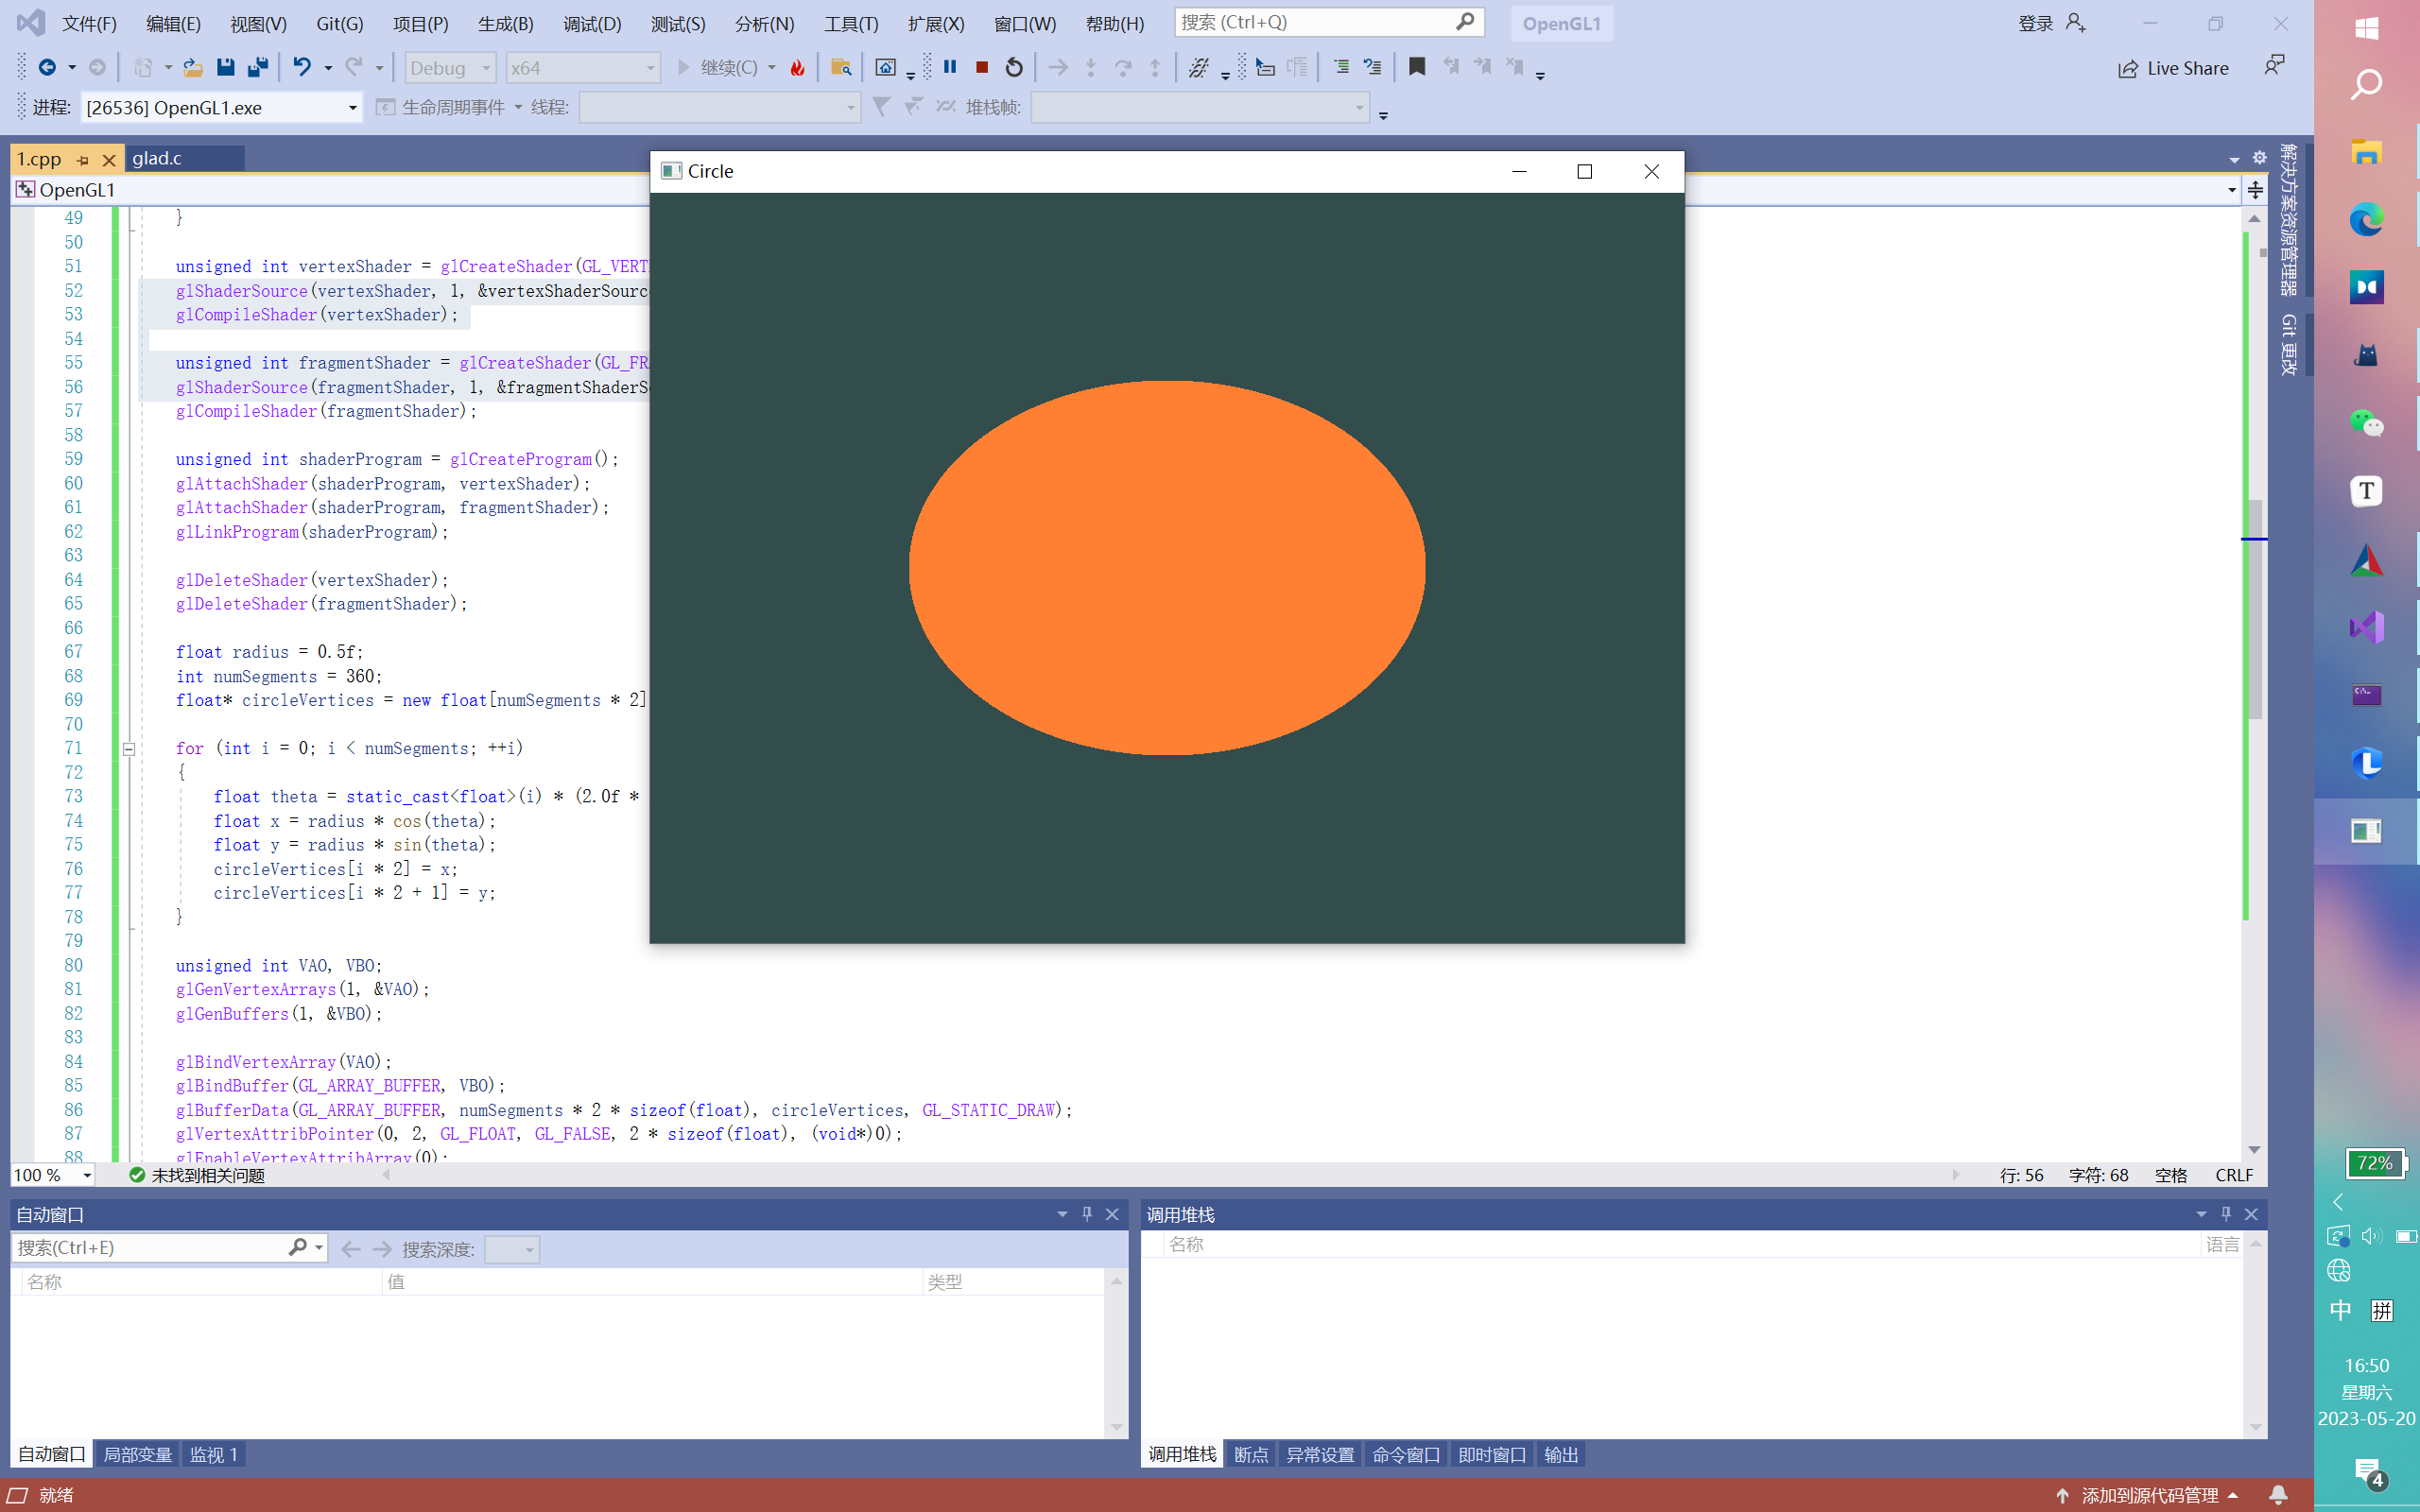 文件(F) 编辑(E) 视图(V) Git(G) 项目(P) 生成(B) 调试(D) 测试(S) 分析(N) 工具(T) 扩展(X) 窗口(W) 帮助(H) 搜索 (Ctrl+Q) OpenGL1 登录
Debug x64 继续(C) Live Share
进程: [26536] OpenGL1.exe 生命周期事件 线程: 堆栈帧:
1.cpp glad.c
OpenGL1
Circle
解决方案资源管理器
Git 更改
49 }
50
51 unsigned int vertexShader = glCreateShader(GL_VERT
52 glShaderSource(vertexShader, 1, &vertexShaderSourc
53 glCompileShader(vertexShader);
54
55 unsigned int fragmentShader = glCreateShader(GL_FR
56 glShaderSource(fragmentShader, 1, &fragmentShaderS
57 glCompileShader(fragmentShader);
58
59 unsigned int shaderProgram = glCreateProgram();
60 glAttachShader(shaderProgram, vertexShader);
61 glAttachShader(shaderProgram, fragmentShader);
62 glLinkProgram(shaderProgram);
63
64 glDeleteShader(vertexShader);
65 glDeleteShader(fragmentShader);
66
67 float radius = 0.5f;
68 int numSegments = 360;
69 float* circleVertices = new float[numSegments * 2]
70
71 for (int i = 0; i < numSegments; ++i)
72 {
73 float theta = static_cast<float>(i) * (2.0f *
74 float x = radius * cos(theta);
75 float y = radius * sin(theta);
76 circleVertices[i * 2] = x;
77 circleVertices[i * 2 + 1] = y;
78 }
79
80 unsigned int VAO, VBO;
81 glGenVertexArrays(1, &VAO);
82 glGenBuffers(1, &VBO);
83
84 glBindVertexArray(VAO);
85 glBindBuffer(GL_ARRAY_BUFFER, VBO);
86 glBufferData(GL_ARRAY_BUFFER, numSegments * 2 * sizeof(float), circleVertices, GL_STATIC_DRAW);
87 glVertexAttribPointer(0, 2, GL_FLOAT, GL_FALSE, 2 * sizeof(float), (void*)0);
88 glEnableVertexAttribArray(0);
100 % 未找到相关问题 行: 56 字符: 68 空格 CRLF
自动窗口
搜索(Ctrl+E) 搜索深度:
名称 值 类型
自动窗口 局部变量 监视 1
调用堆栈
名称 语言
调用堆栈 断点 异常设置 命令窗口 即时窗口 输出
就绪 添加到源代码管理
T
C:\
L
72%
中 拼
16:50
星期六
2023-05-20
4